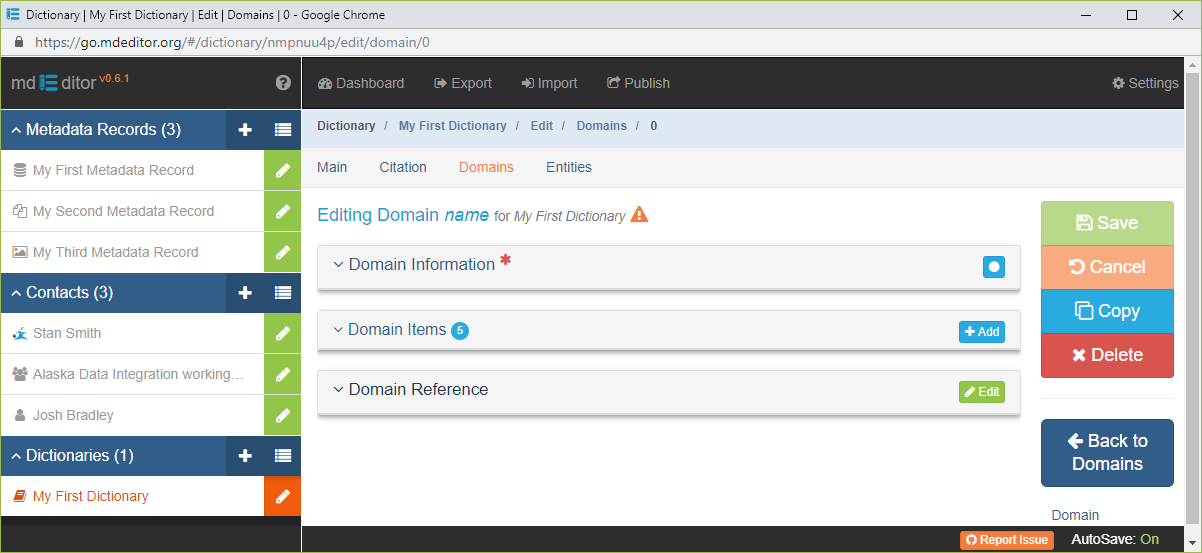 Dictionary | My First Dictionary | Edit | Domains | 0 - Google Chrome
https://go.mdeditor.org/#/dictionary/nmpnuu4p/edit/domain/0
md ditor v0.6.1
Dashboard Export Import Publish Settings
Metadata Records (3)
My First Metadata Record
My Second Metadata Record
My Third Metadata Record
Contacts (3)
Stan Smith
Alaska Data Integration working...
Josh Bradley
Dictionaries (1)
My First Dictionary
Dictionary / My First Dictionary / Edit / Domains / 0
Main Citation Domains Entities
Editing Domain name for My First Dictionary
Domain Information *
Domain Items 5 Add
Domain Reference Edit
Save
Cancel
Copy
Delete
Back to
Domains
Domain
Report Issue AutoSave: On